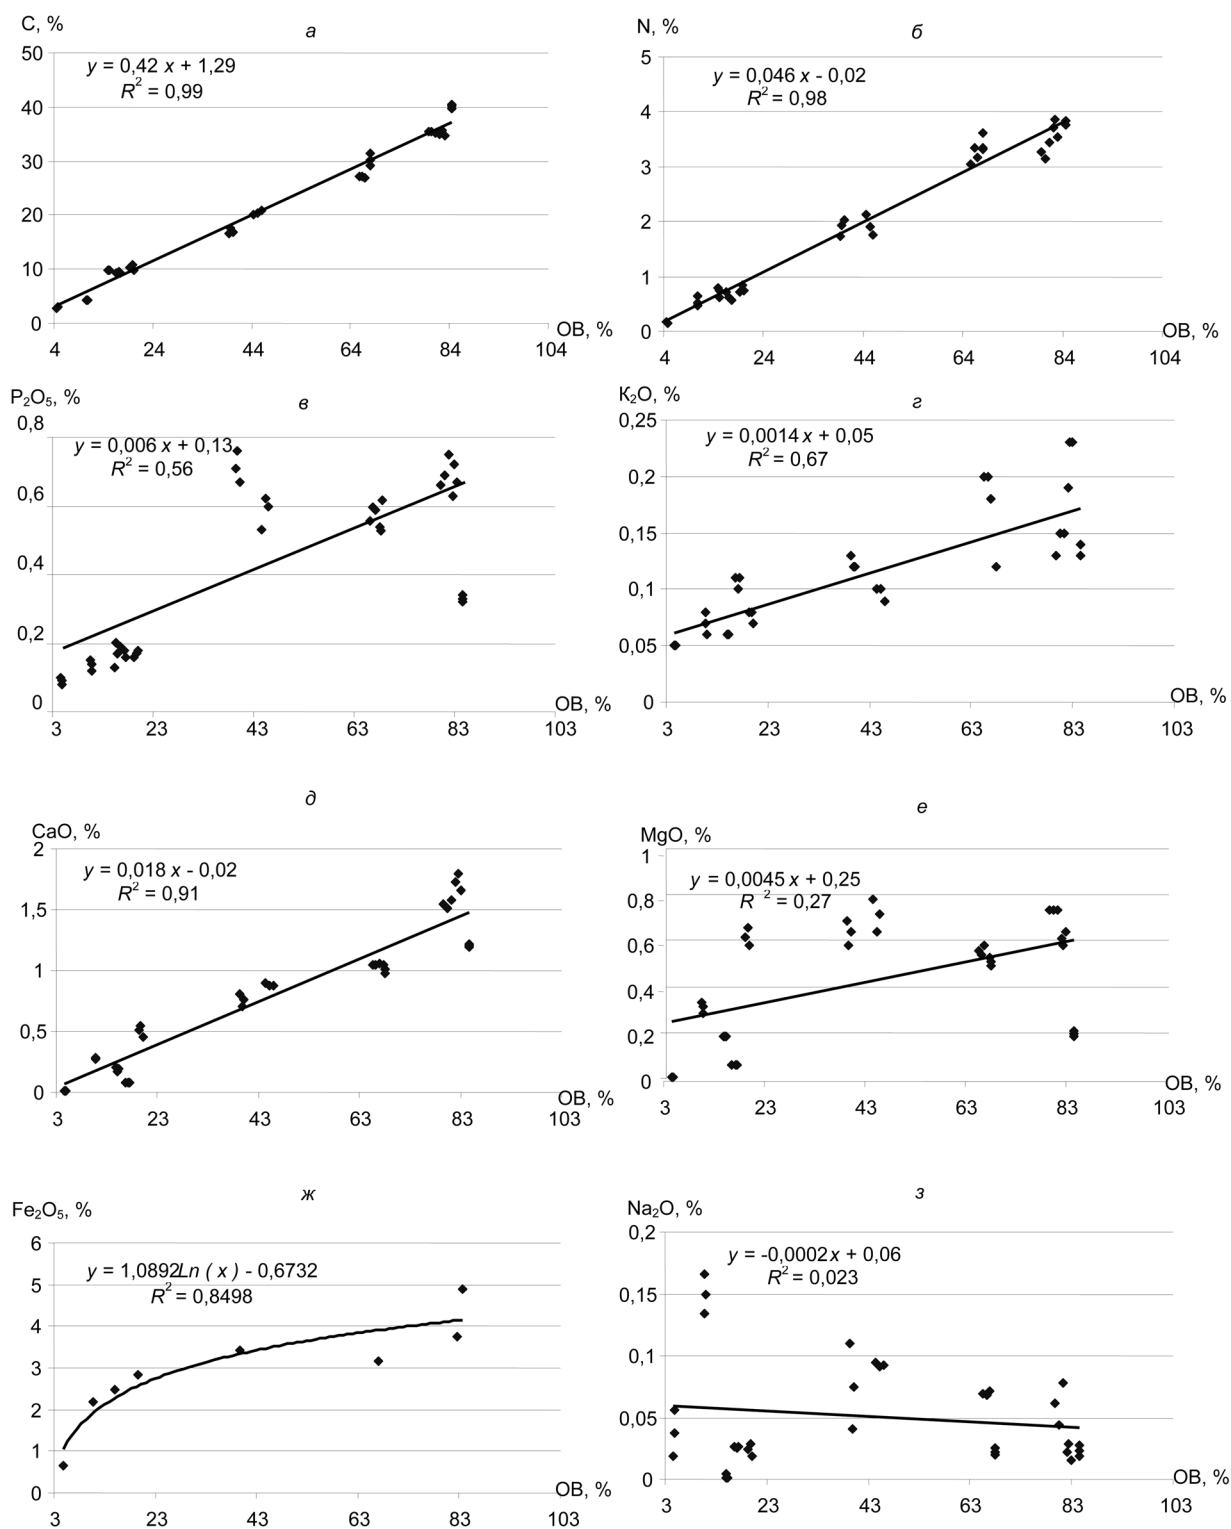 C, %
а
y = 0,42 x + 1,29
R² = 0,99
50
40
30
20
10
0
4 24 44 64 84 104
ОВ, %
N, %
б
y = 0,046 x - 0,02
R² = 0,98
5
4
3
2
1
0
4 24 44 64 84 104
ОВ, %
P₂O₅, %
в
y = 0,006 x + 0,13
R² = 0,56
0,8
0,6
0,4
0,2
0
3 23 43 63 83 103
ОВ, %
К₂О, %
г
y = 0,0014 x + 0,05
R² = 0,67
0,25
0,2
0,15
0,1
0,05
0
3 23 43 63 83 103
ОВ, %
д
CaO, %
y = 0,018 x - 0,02
R² = 0,91
2
1,5
1
0,5
0
3 23 43 63 83 103
ОВ, %
е
MgO, %
y = 0,0045 x + 0,25
R² = 0,27
1
0,8
0,6
0,4
0,2
0
3 23 43 63 83 103
ОВ, %
ж
Fe₂O₅, %
y = 1,0892Ln ( x ) - 0,6732
R² = 0,8498
6
5
4
3
2
1
0
3 23 43 63 83 103
ОВ, %
з
Na₂O, %
y = -0,0002x + 0,06
R² = 0,023
0,2
0,15
0,1
0,05
0
3 23 43 63 83 103
ОВ, %